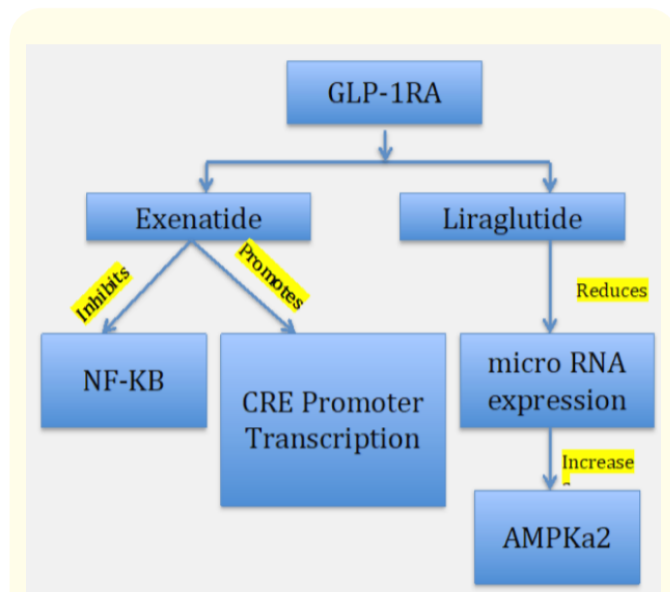 GLP-1RA
Exenatide
Liraglutide
Inhibits
Promotes
Reduces
NF-KB
CRE Promoter
Transcription
micro RNA
expression
Increase
AMPKa2